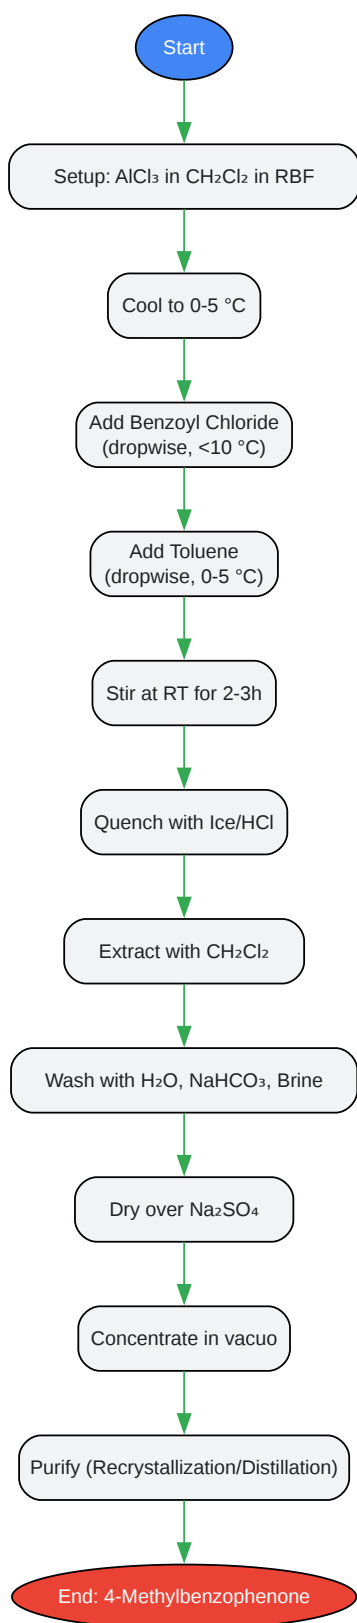 Start
Setup: AlCl₃ in CH₂Cl₂ in RBF
Cool to 0-5 °C
Add Benzoyl Chloride
(dropwise, <10 °C)
Add Toluene
(dropwise, 0-5 °C)
Stir at RT for 2-3h
Quench with Ice/HCl
Extract with CH₂Cl₂
Wash with H₂O, NaHCO₃, Brine
Dry over Na₂SO₄
Concentrate in vacuo
Purify (Recrystallization/Distillation)
End: 4-Methylbenzophenone